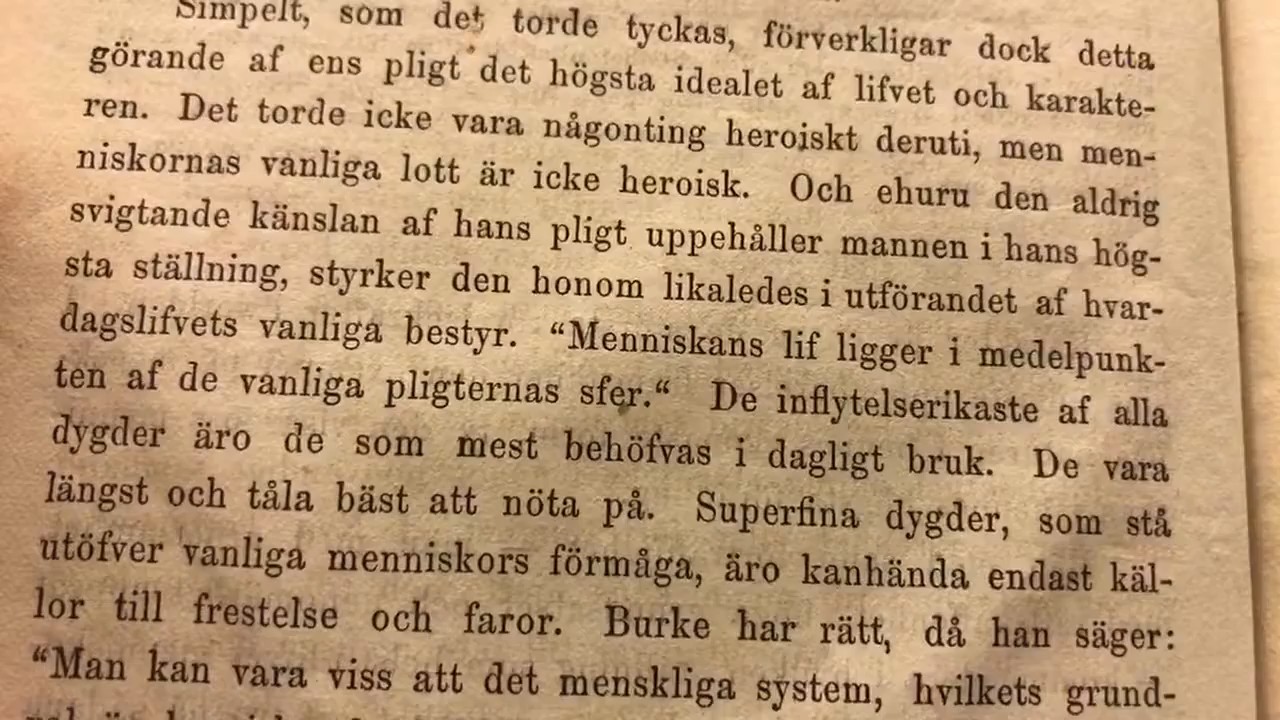 Simpelt, som det torde tyckas, förverkligar dock detta
görande af ens pligt det högsta idealet af lifvet och karakte-
ren. Det torde icke vara någonting heroiskt deruti, men men-
niskornas vanliga lott är icke heroisk. Och ehuru den aldrig
svigtande känslan af hans pligt uppehåller mannen i hans hög-
sta ställning, styrker den honom likaledes i utförandet af hvar-
dagslifvets vanliga bestyr. “Menniskans lif ligger i medelpunk-
ten af de vanliga pligternas sfer.“ De inflytelserikaste af alla
dygder äro de som mest behöfvas i dagligt bruk. De vara
längst och tåla bäst att nöta på. Superfina dygder, som stå
utöfver vanliga menniskors förmåga, äro kanhända endast käl-
lor till frestelse och faror. Burke har rätt, då han säger:
“Man kan vara viss att det menskliga system, hvilkets grund-